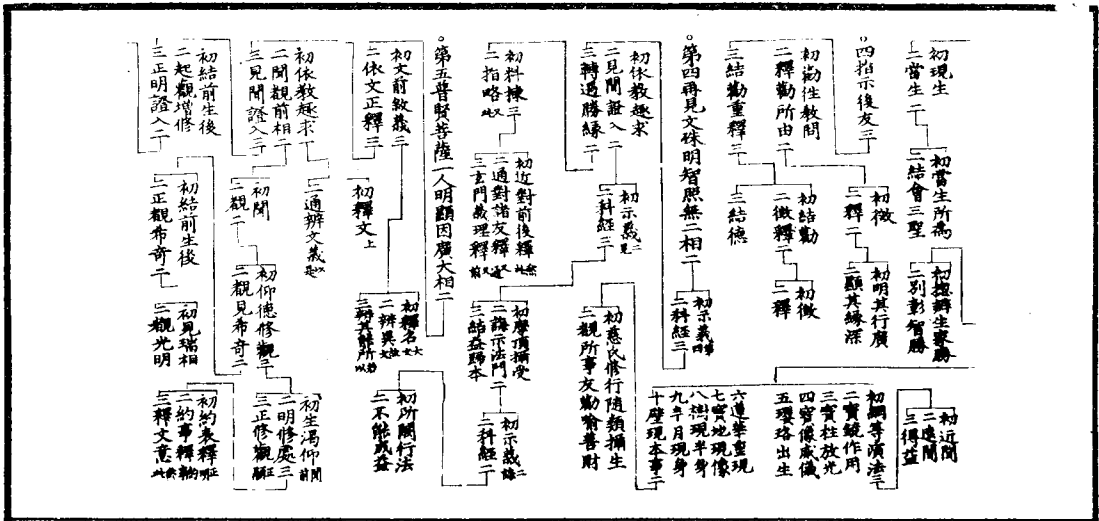 初現生
二當生二
初當生所為
二結會三聖
初總辨生裏勝
二別彰智勝
初近聞
二遠聞
三得益
初網等演法三
二寶鏡作用
三寶柱放光
四寶像威儀
五瓔珞出生
六蓮華重現
七寶地現像
八樹現半身
九半月現身
十壁現本事二
初慈氏修行隨類攝生
二觀所事友勸喻善財
四指示後友三
初勸往教問
二釋勸所由二
三結勸重釋三
初徵
二釋二
初明其行廣
二顯其緣深
初結勸
二徵釋二
三結德
初徵
二釋
第四再見文殊明智照無二相二
初示義
二科經三
初依教趣求
二見聞證入二
三轉遇勝緣二
初示義
二科經三
初摩頂攝受
二誨示法門二
三結益歸本
初示義
二科經二
初所聞行法
二不能成益
初料揀三
二指略
初近對前後釋
二通對諸友釋
三玄門成理釋
第五普賢菩薩一人明顯因廣大相二
初文前敘義三
二依文正釋三
初釋名
二辨異
三辨其能所
初釋文上
二通辨文義
初依教趣求
二聞觀前相二
三見聞證入三
初聞
二觀二
初仰德修觀二
二觀見希奇二
初生渴仰
二明修處三
三正修觀
初結前生後
二起觀增修
三正明證入二
初結前生後
二正觀希奇二
初見瑞相
二觀光明
初約表釋
二約事釋
三釋文意